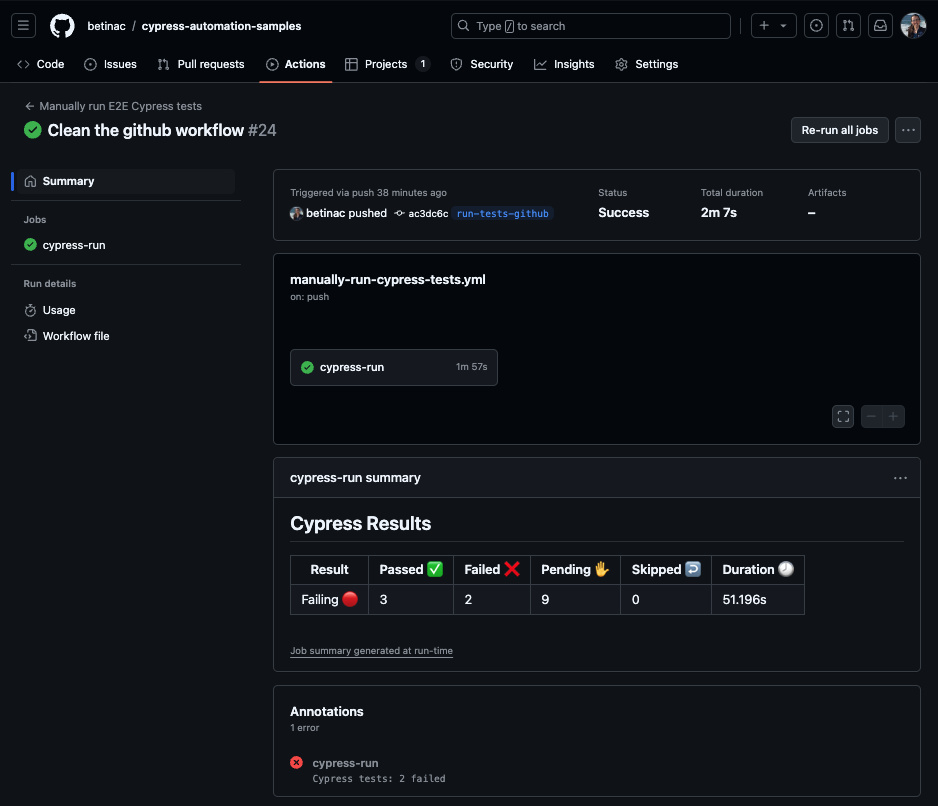 betinac / cypress-automation-samples
Type / to search
Code Issues Pull requests Actions Projects 1 Security Insights Settings
← Manually run E2E Cypress tests
Clean the github workflow #24
Re-run all jobs
Summary
Jobs
cypress-run
Run details
Usage
Workflow file
Triggered via push 38 minutes ago
betinac pushed ac3dc6c run-tests-github
Status
Success
Total duration
2m 7s
Artifacts
–
manually-run-cypress-tests.yml
on: push
cypress-run 1m 57s
cypress-run summary
Cypress Results
Result Passed ✅ Failed ❌ Pending ✋ Skipped ↩️ Duration 🕗
Failing 🔴 3 2 9 0 51.196s
Job summary generated at run-time
Annotations
1 error
cypress-run
Cypress tests: 2 failed